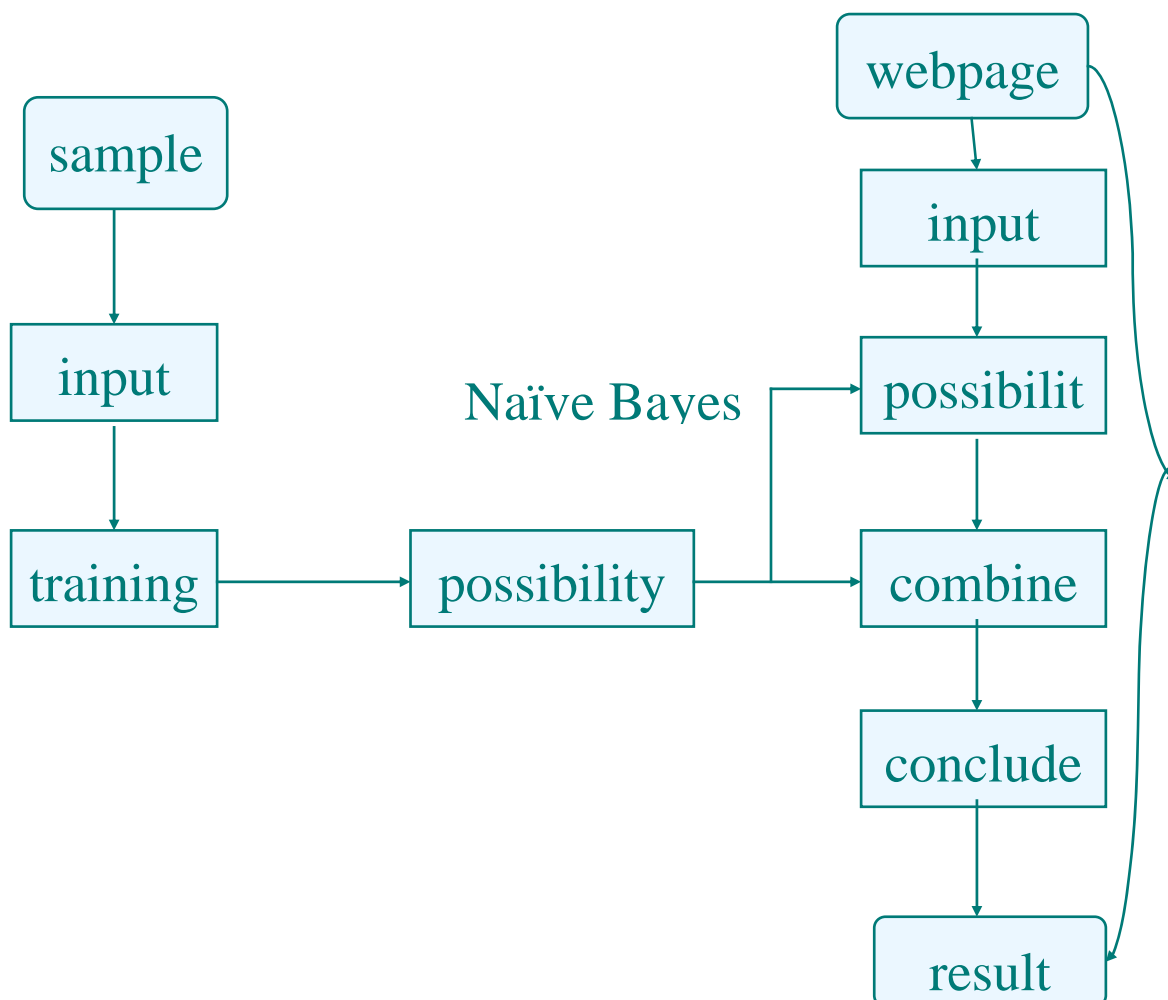 webpage
sample
input
input
possibilit
Naïve Bayes
training
possibility
combine
conclude
result